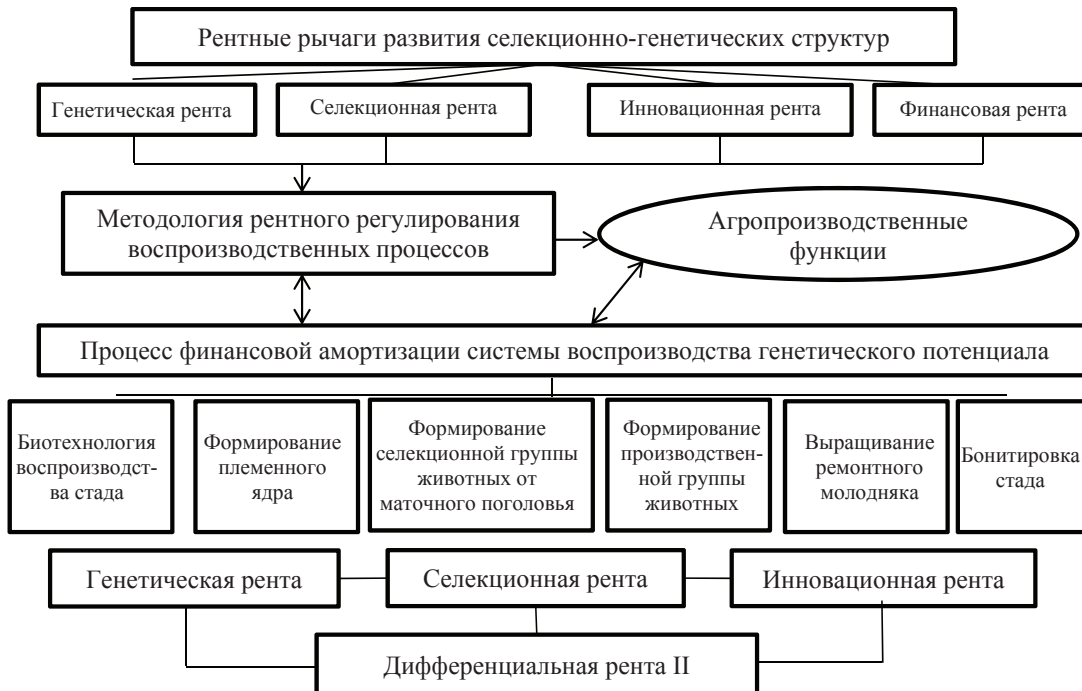 Рентные рычаги развития селекционно-генетических структур
Генетическая рента
Селекционная рента
Инновационная рента
Финансовая рента
Методология рентного регулирования
воспроизводственных процессов
Агропроизводственные
функции
Процесс финансовой амортизации системы воспроизводства генетического потенциала
Биотехнология
воспроизводст-
ва стада
Формирование
племенного
ядра
Формирование
селекционной группы
животных от
маточного поголовья
Формирование
производствен-
ной группы
животных
Выращивание
ремонтного
молодняка
Бонитировка
стада
Генетическая рента
Селекционная рента
Инновационная рента
Дифференциальная рента II